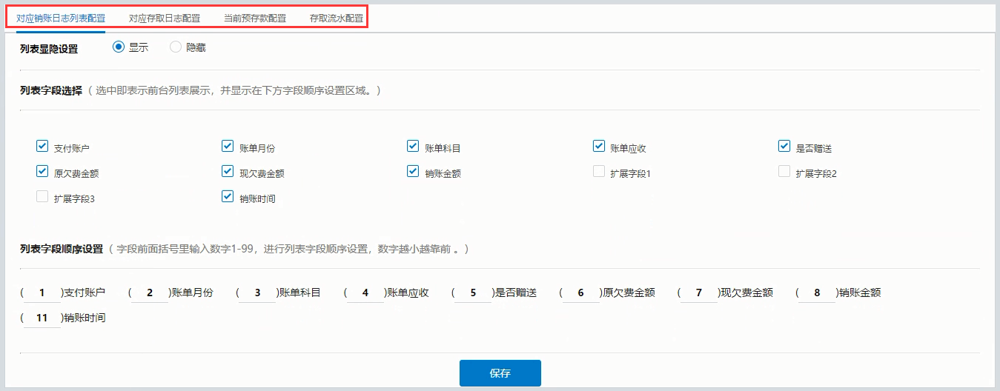 对应销账日志列表配置 对应存取日志配置 当前预存款配置 存取流水配置
列表显隐设置 显示 隐藏
列表字段选择（ 选中即表示前台列表展示，并显示在下方字段顺序设置区域。）
支付账户 账单月份 账单科目 账单应收 是否赠送
原欠费金额 现欠费金额 销账金额 扩展字段1 扩展字段2
扩展字段3 销账时间
列表字段顺序设置（ 字段前面括号里输入数字1-99，进行列表字段顺序设置，数字越小越靠前 。）
( 1 )支付账户 ( 2 )账单月份 ( 3 )账单科目 ( 4 )账单应收 ( 5 )是否赠送 ( 6 )原欠费金额 ( 7 )现欠费金额 ( 8 )销账金额
( 11 )销账时间
保存